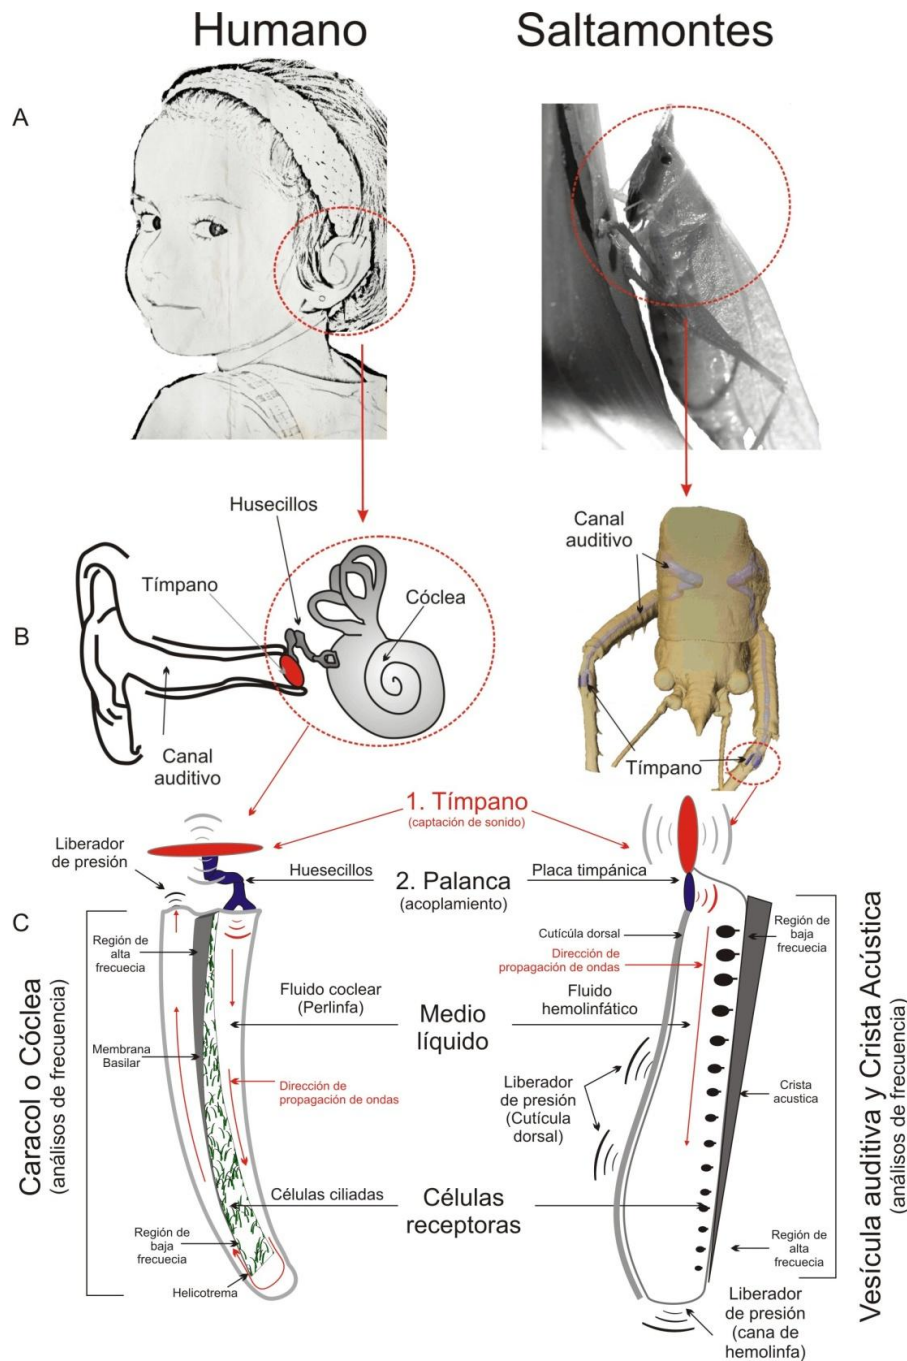 Humano
Saltamontes
A
B
Husecillos
Tímpano
Cóclea
Canal
auditivo
Canal
auditivo
Tímpano
C
1. Tímpano
(captación de sonido)
Liberador
de presión
Huesecillos
2. Palanca
(acoplamiento)
Placa timpánica
Caracol o Cóclea
(análisos de frecuencia)
Región de
alta
frecuecia
Fluido coclear
(Perlinfa)
Membrana
Basilar
Dirección de
propagación de ondas
Células ciliadas
Región de
baja
frecuecia
Helicotrema
Medio
líquido
Células
receptoras
Cutícúla dorsal
Dirección de
propagación de ondas
Fluido
hemolinfático
Liberador
de presión
(Cutícula
dorsal)
Región de
baja
frecuecia
Crista
acustica
Región de
alta
frecuecia
Liberador
de presión
(cana de
hemolinfa)
Vesícula auditiva y Crista Acústica
(análisos de frecuencia)